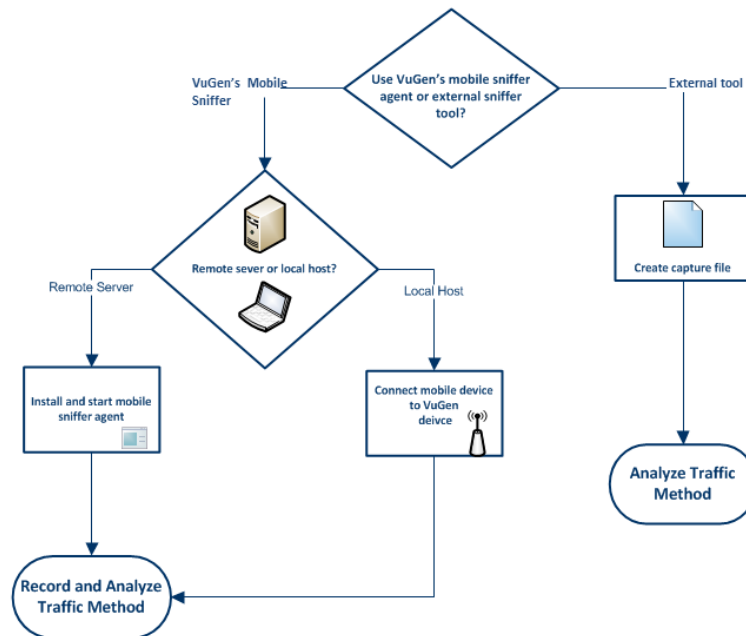 Use VuGen's mobile sniffer
agent or external sniffer
tool?
VuGen's Mobile
Sniffer
External tool
Remote sever or local host?
Create capture file
Remote Server
Local Host
Install and start mobile
sniffer agent
Connect mobile device
to VuGen
deivce
Analyze Traffic
Method
Record and Analyze
Traffic Method